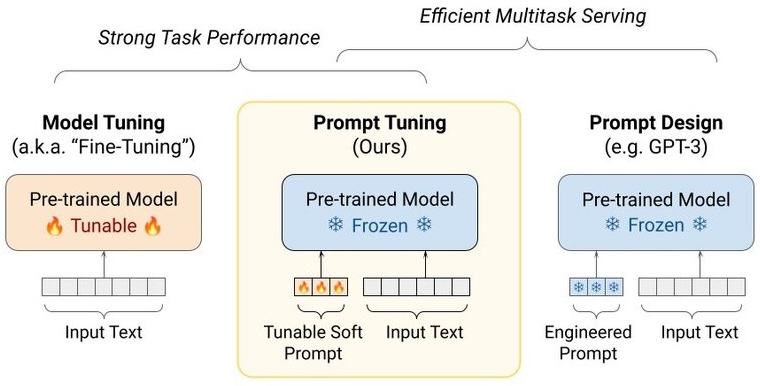 Efficient Multitask Serving
Strong Task Performance
Model Tuning
(a.k.a. “Fine-Tuning”)
Pre-trained Model
🔥 Tunable 🔥
Input Text
Prompt Tuning
(Ours)
Pre-trained Model
❄ Frozen ❄
Tunable Soft
Prompt
Input Text
Prompt Design
(e.g. GPT-3)
Pre-trained Model
❄ Frozen ❄
Engineered
Prompt
Input Text